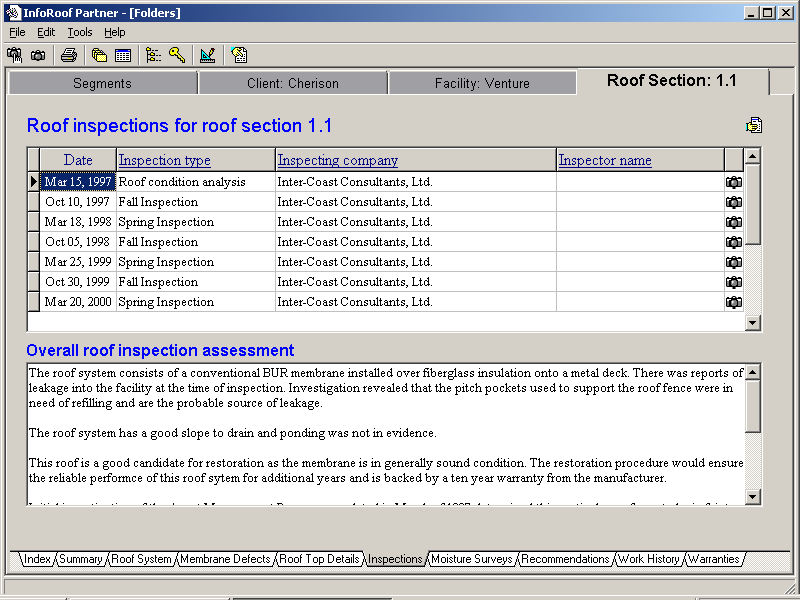 InfoRoof Partner - [Folders]
File Edit Tools Help
Segments Client: Cherison Facility: Venture Roof Section: 1.1
Roof inspections for roof section 1.1
Date Inspection type Inspecting company Inspector name
Mar 15, 1997 Roof condition analysis Inter-Coast Consultants, Ltd.
Oct 10, 1997 Fall Inspection Inter-Coast Consultants, Ltd.
Mar 18, 1998 Spring Inspection Inter-Coast Consultants, Ltd.
Oct 05, 1998 Fall Inspection Inter-Coast Consultants, Ltd.
Mar 25, 1999 Spring Inspection Inter-Coast Consultants, Ltd.
Oct 30, 1999 Fall Inspection Inter-Coast Consultants, Ltd.
Mar 20, 2000 Spring Inspection Inter-Coast Consultants, Ltd.
Overall roof inspection assessment
The roof system consists of a conventional BUR membrane installed over fiberglass insulation onto a metal deck. There was reports of
leakage into the facility at the time of inspection. Investigation revealed that the pitch pockets used to support the roof fence were in
need of refilling and are the probable source of leakage.
The roof system has a good slope to drain and ponding was not in evidence.
This roof is a good candidate for restoration as the membrane is in generally sound condition. The restoration procedure would ensure
the reliable performce of this roof sytem for additional years and is backed by a ten year warranty from the manufacturer.
Index Summary Roof System Membrane Defects Roof Top Details Inspections Moisture Surveys Recommendations Work History Warranties